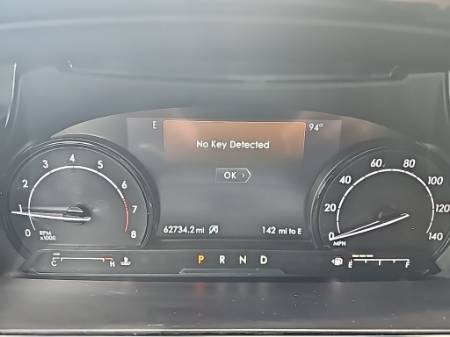 E 94°
No Key Detected
OK
62734.2 mi 142 mi to E
0 1 2 3 4 5 6 7 8
RPM
x1000
0 20 40 60 80 100 120 140
MPH
C H
P R N D
E F